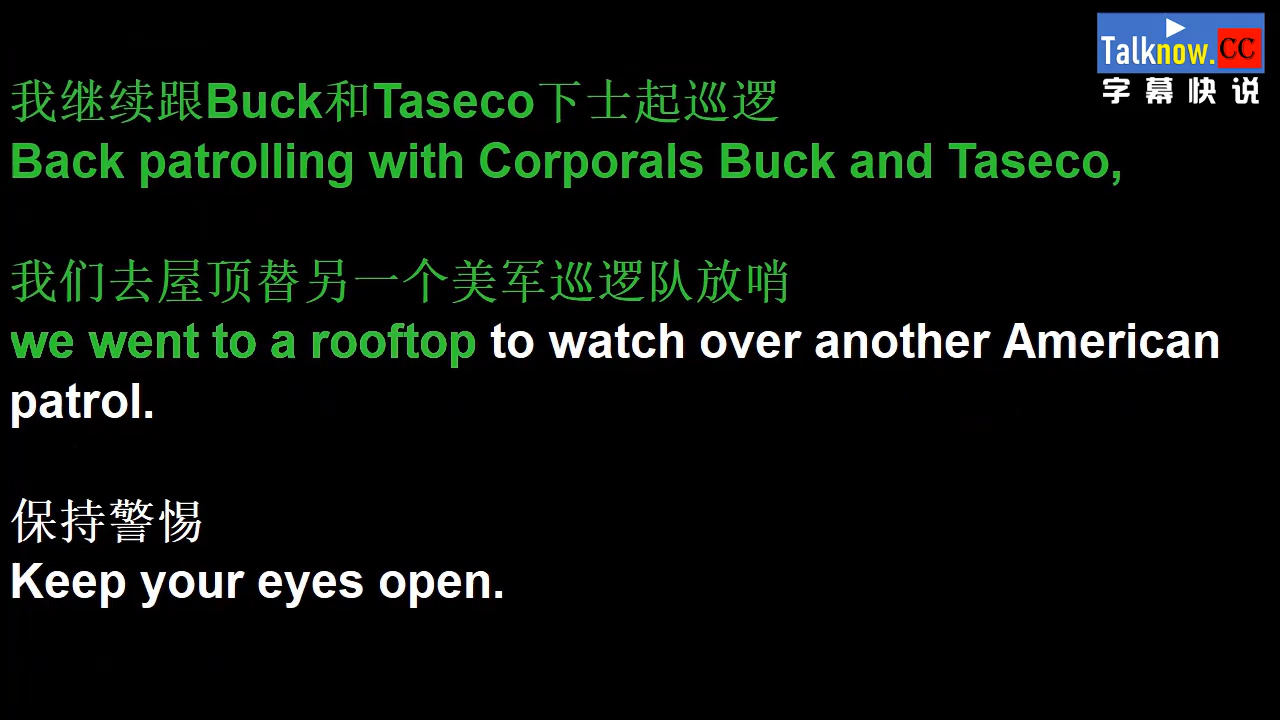 Talknow.CC
字幕快说
我继续跟Buck和Taseco下士起巡逻
Back patrolling with Corporals Buck and Taseco,
我们去屋顶替另一个美军巡逻队放哨
we went to a rooftop to watch over another American
patrol.
保持警惕
Keep your eyes open.